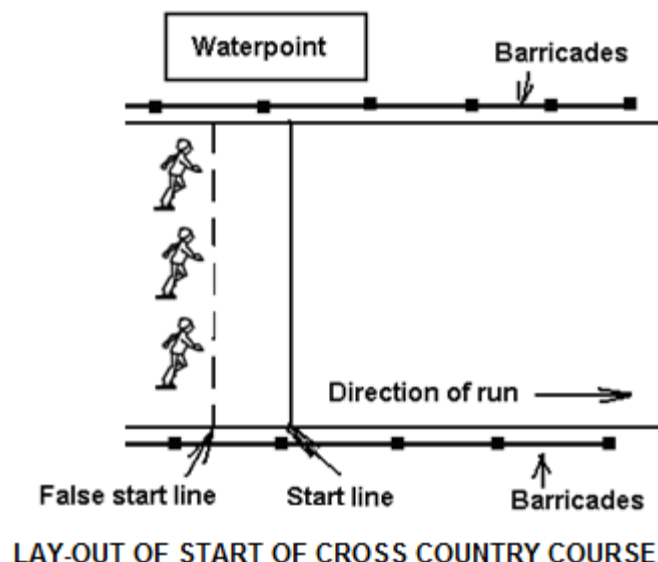 Waterpoint
Barricades
Direction of run
False start line
Start line
Barricades
LAY-OUT OF START OF CROSS COUNTRY COURSE